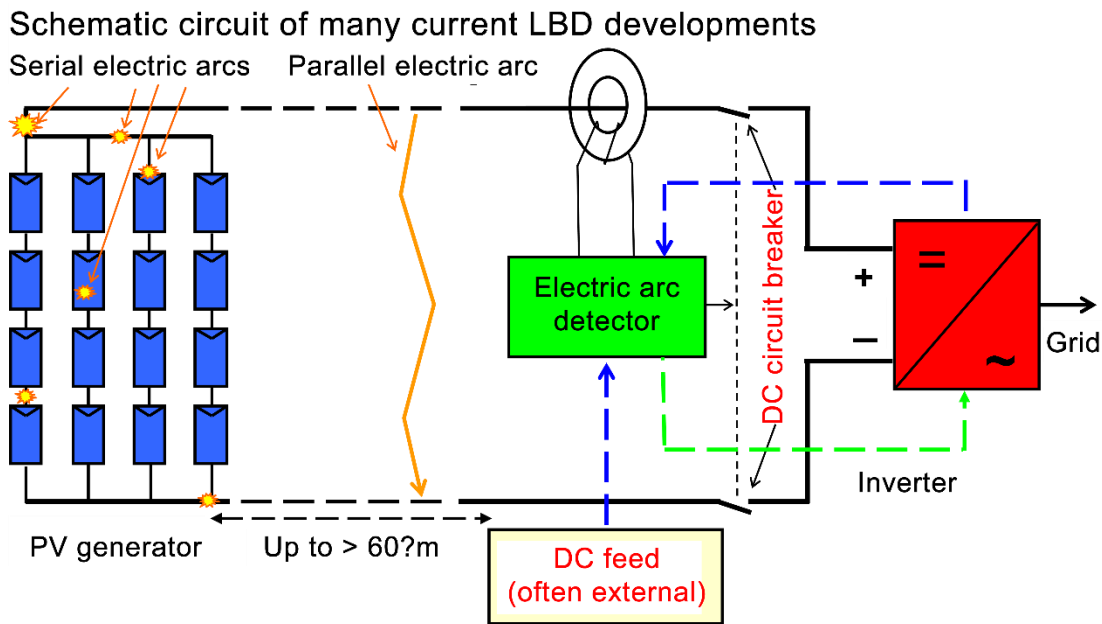 Schematic circuit of many current LBD developments
Serial electric arcs
Parallel electric arc
Electric arc
detector
DC circuit breaker
=
~
+
–
Grid
Inverter
PV generator
Up to > 60?m
DC feed
(often external)